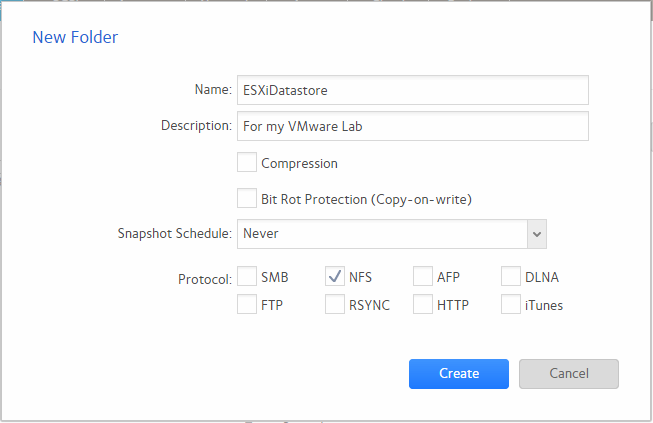 New Folder
Name: ESXiDatastore
Description: For my VMware Lab
Compression
Bit Rot Protection (Copy-on-write)
Snapshot Schedule: Never
Protocol: SMB NFS AFP DLNA
FTP RSYNC HTTP iTunes
Create Cancel